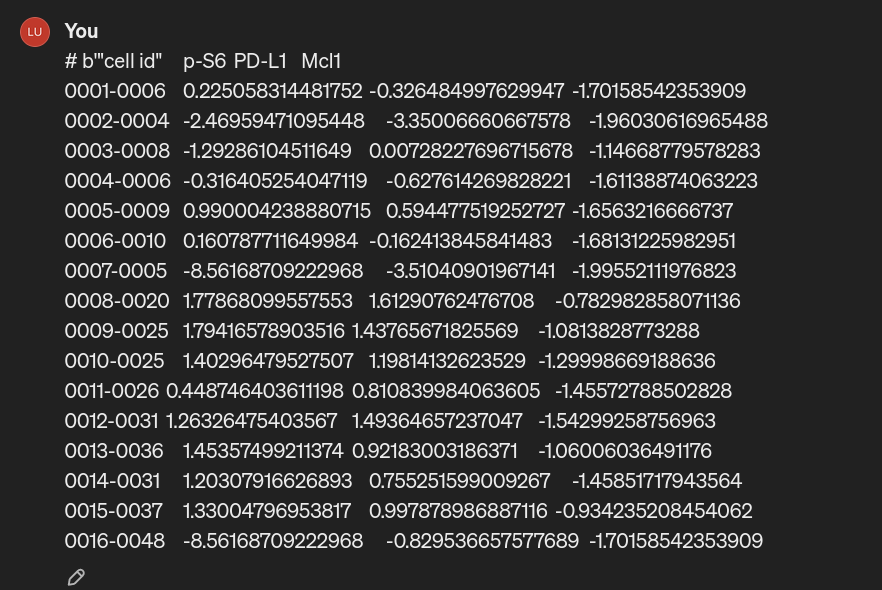 LU You
# b'"cell id" p-S6 PD-L1 Mcl1
0001-0006 0.225058314481752 -0.326484997629947 -1.70158542353909
0002-0004 -2.46959471095448 -3.35006660667578 -1.96030616965488
0003-0008 -1.29286104511649 0.007282276967156​78 -1.14668779578283
0004-0006 -0.316405254047119 -0.627614269828221 -1.61138874063223
0005-0009 0.990004238880715 0.594477519252727 -1.6563216666737
0006-0010 0.160787711649984 -0.162413845841483 -1.68131225982951
0007-0005 -8.56168709222968 -3.51040901967141 -1.99552111976823
0008-0020 1.77868099557553 1.61290762476708 -0.782982858071136
0009-0025 1.79416578903516 1.43765671825569 -1.0813828773288
0010-0025 1.40296479527507 1.19814132623529 -1.29998669188636
0011-0026 0.448746403611198 0.810839984063605 -1.45572788502828
0012-0031 1.26326475403567 1.49364657237047 -1.54299258756963
0013-0036 1.45357499211374 0.92183003186371 -1.06006036491176
0014-0031 1.20307916626893 0.755251599009267 -1.45851717943564
0015-0037 1.33004796953817 0.997878986887116 -0.934235208454062
0016-0048 -8.56168709222968 -0.829536657577689 -1.70158542353909